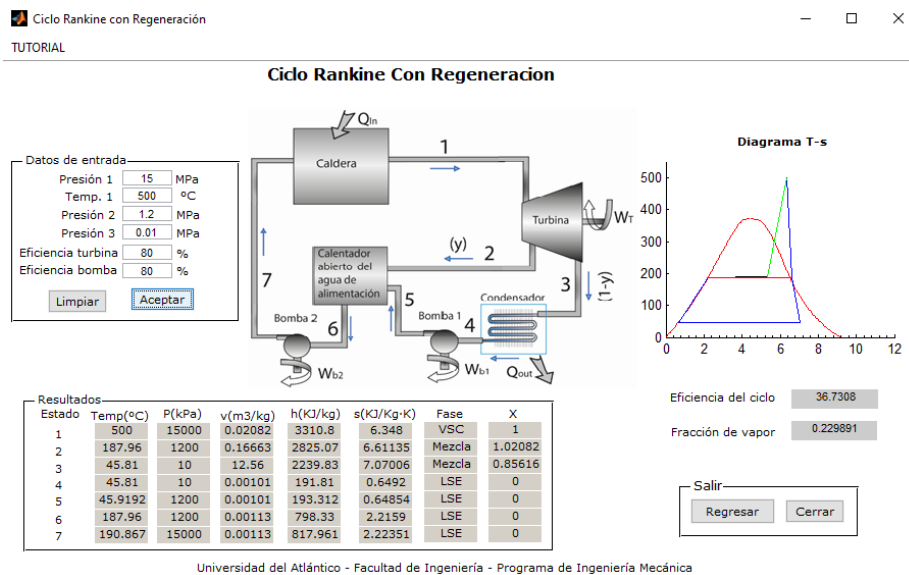 Ciclo Rankine con Regeneración
TUTORIAL
Ciclo Rankine Con Regeneracion
Datos de entrada
Presión 1 15 MPa
Temp. 1 500 ºC
Presión 2 1.2 MPa
Presión 3 0.01 MPa
Eficiencia turbina 80 %
Eficiencia bomba 80 %
Limpiar Aceptar
QIn
Caldera
1
Turbina
WT
(y)
2
Calentador
abierto del
agua de
alimentación
3
(1-y)
7
5
Condensador
Bomba 2
6
Bomba 1
4
Wb2
Wb1
Qout
Diagrama T-s
500
400
300
200
100
0
0 2 4 6 8 10 12
Eficiencia del ciclo 36.7308
Fracción de vapor 0.229891
Resultados
Estado Temp(ºC) P(kPa) v(m3/kg) h(KJ/kg) s(KJ/Kg·K) Fase X
1 500 15000 0.02082 3310.8 6.348 VSC 1
2 187.96 1200 0.16663 2825.07 6.61135 Mezcla 1.02082
3 45.81 10 12.56 2239.83 7.07006 Mezcla 0.85616
4 45.81 10 0.00101 191.81 0.6492 LSE 0
5 45.9192 1200 0.00101 193.312 0.64854 LSE 0
6 187.96 1200 0.00113 798.33 2.2159 LSE 0
7 190.867 15000 0.00113 817.961 2.22351 LSE 0
Salir
Regresar Cerrar
Universidad del Atlántico - Facultad de Ingeniería - Programa de Ingeniería Mecánica